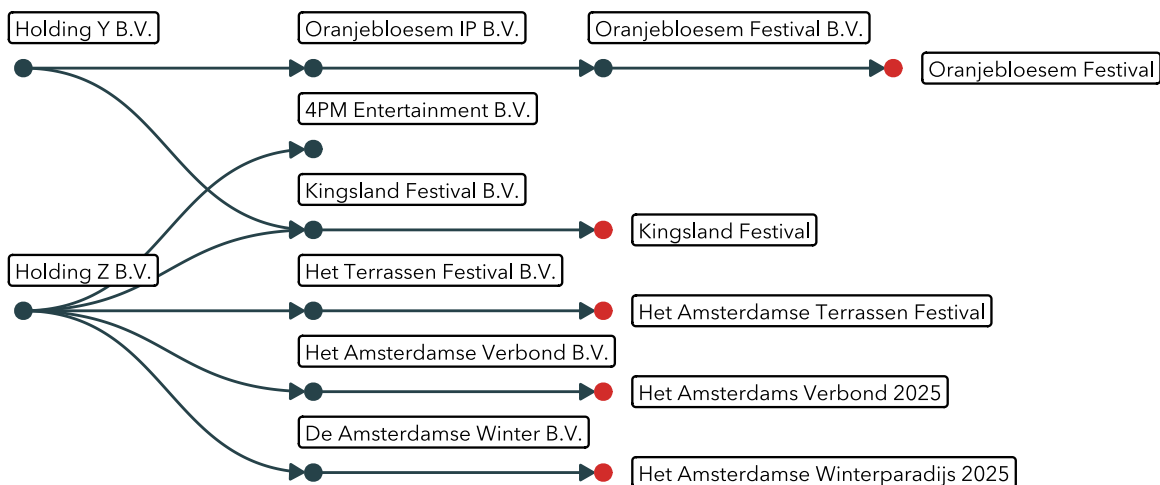 Holding Y B.V.
Oranjebloesem IP B.V.
Oranjebloesem Festival B.V.
Oranjebloesem Festival
4PM Entertainment B.V.
Kingsland Festival B.V.
Kingsland Festival
Holding Z B.V.
Het Terrassen Festival B.V.
Het Amsterdamse Terrassen Festival
Het Amsterdamse Verbond B.V.
Het Amsterdams Verbond 2025
De Amsterdamse Winter B.V.
Het Amsterdamse Winterparadijs 2025